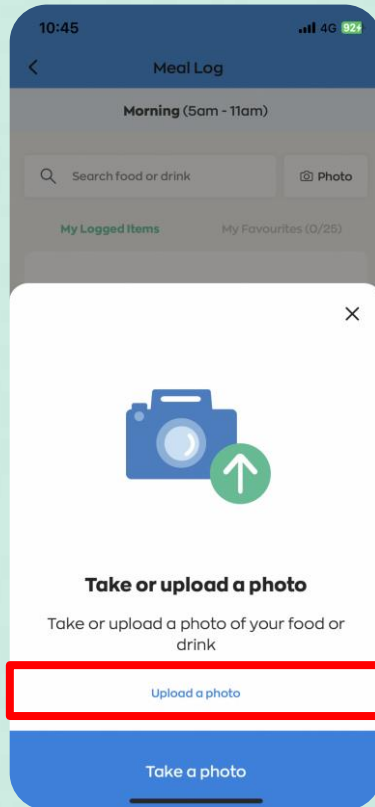 10:45
4G 92
Meal Log
Morning (5am - 11am)
Search food or drink
Photo
My Logged Items
My Favourites (0/25)
Take or upload a photo
Take or upload a photo of your food or
drink
Upload a photo
Take a photo